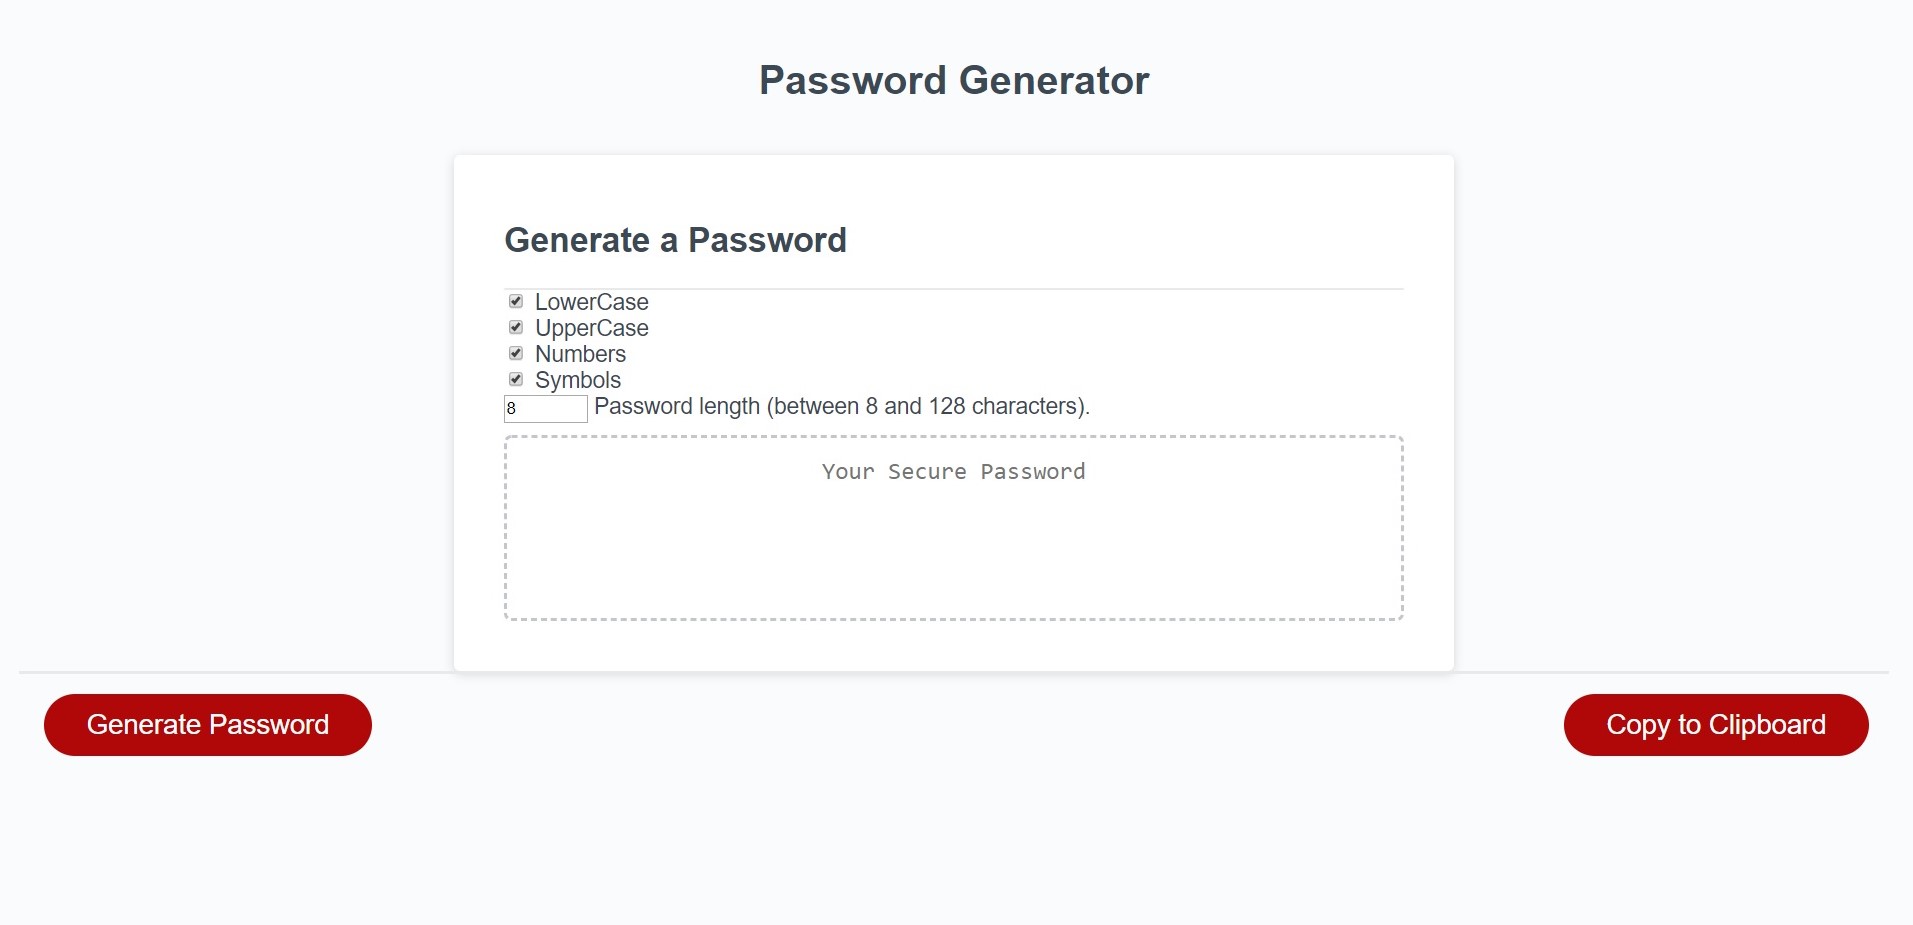 Password Generator
Generate a Password
LowerCase
UpperCase
Numbers
Symbols
8 Password length (between 8 and 128 characters).
Your Secure Password
Generate Password
Copy to Clipboard